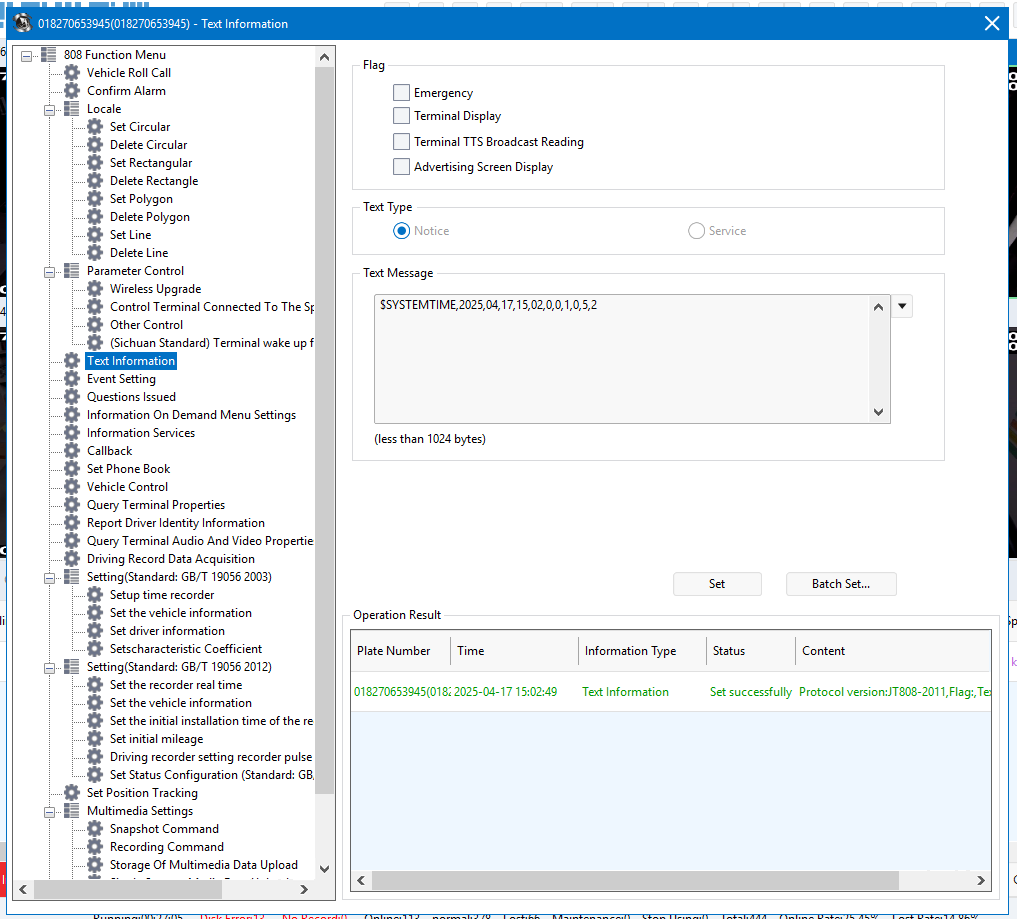 018270653945(018270653945) - Text Information
808 Function Menu
Vehicle Roll Call
Confirm Alarm
Locale
Set Circular
Delete Circular
Set Rectangular
Delete Rectangle
Set Polygon
Delete Polygon
Set Line
Delete Line
Parameter Control
Wireless Upgrade
Control Terminal Connected To The Sp
Other Control
(Sichuan Standard) Terminal wake up f
Text Information
Event Setting
Questions Issued
Information On Demand Menu Settings
Information Services
Callback
Set Phone Book
Vehicle Control
Query Terminal Properties
Report Driver Identity Information
Query Terminal Audio And Video Propertie
Driving Record Data Acquisition
Setting(Standard: GB/T 19056 2003)
Setup time recorder
Set the vehicle information
Set driver information
Setscharacteristic Coefficient
Setting(Standard: GB/T 19056 2012)
Set the recorder real time
Set the vehicle information
Set the initial installation time of the re
Set initial mileage
Driving recorder setting recorder pulse
Set Status Configuration (Standard: GB,
Set Position Tracking
Multimedia Settings
Snapshot Command
Recording Command
Storage Of Multimedia Data Upload
Flag
Emergency
Terminal Display
Terminal TTS Broadcast Reading
Advertising Screen Display
Text Type
Notice Service
Text Message
$SYSTEMTIME,2025,04,17,15,02,0,0,1,0,5,2
(less than 1024 bytes)
Set Batch Set...
Operation Result
Plate Number Time Information Type Status Content
018270653945(0182 2025-04-17 15:02:49 Text Information Set successfully Protocol version:JT808-2011,Flag:,Tex